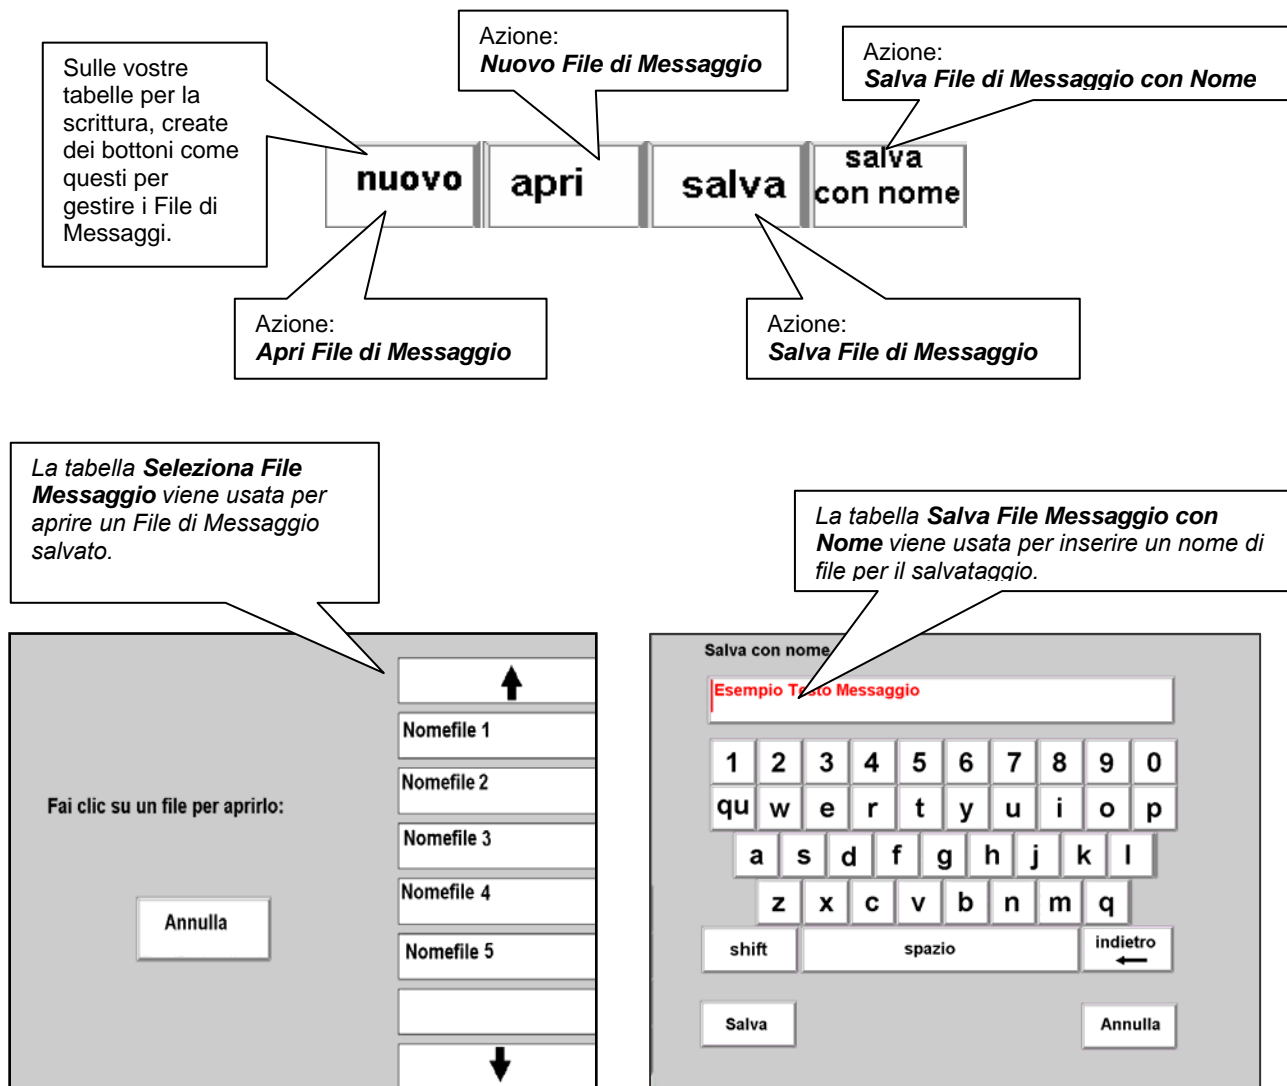 Azione:
Nuovo File di Messaggio
Azione:
Salva File di Messaggio con Nome
Sulle vostre
tabelle per la
scrittura, create
dei bottoni come
questi per
gestire i File di
Messaggi.
nuovo
apri
salva
salva
con nome
Azione:
Apri File di Messaggio
Azione:
Salva File di Messaggio
La tabella Seleziona File
Messaggio viene usata per
aprire un File di Messaggio
salvato.
La tabella Salva File Messaggio con
Nome viene usata per inserire un nome di
file per il salvataggio.
Fai clic su un file per aprirlo:
Annulla
Nomefile 1
Nomefile 2
Nomefile 3
Nomefile 4
Nomefile 5
Salva con nome
Esempio Testo Messaggio
1 2 3 4 5 6 7 8 9 0
qu w e r t y u i o p
a s d f g h j k l
z x c v b n m q
shift spazio indietro
Salva Annulla